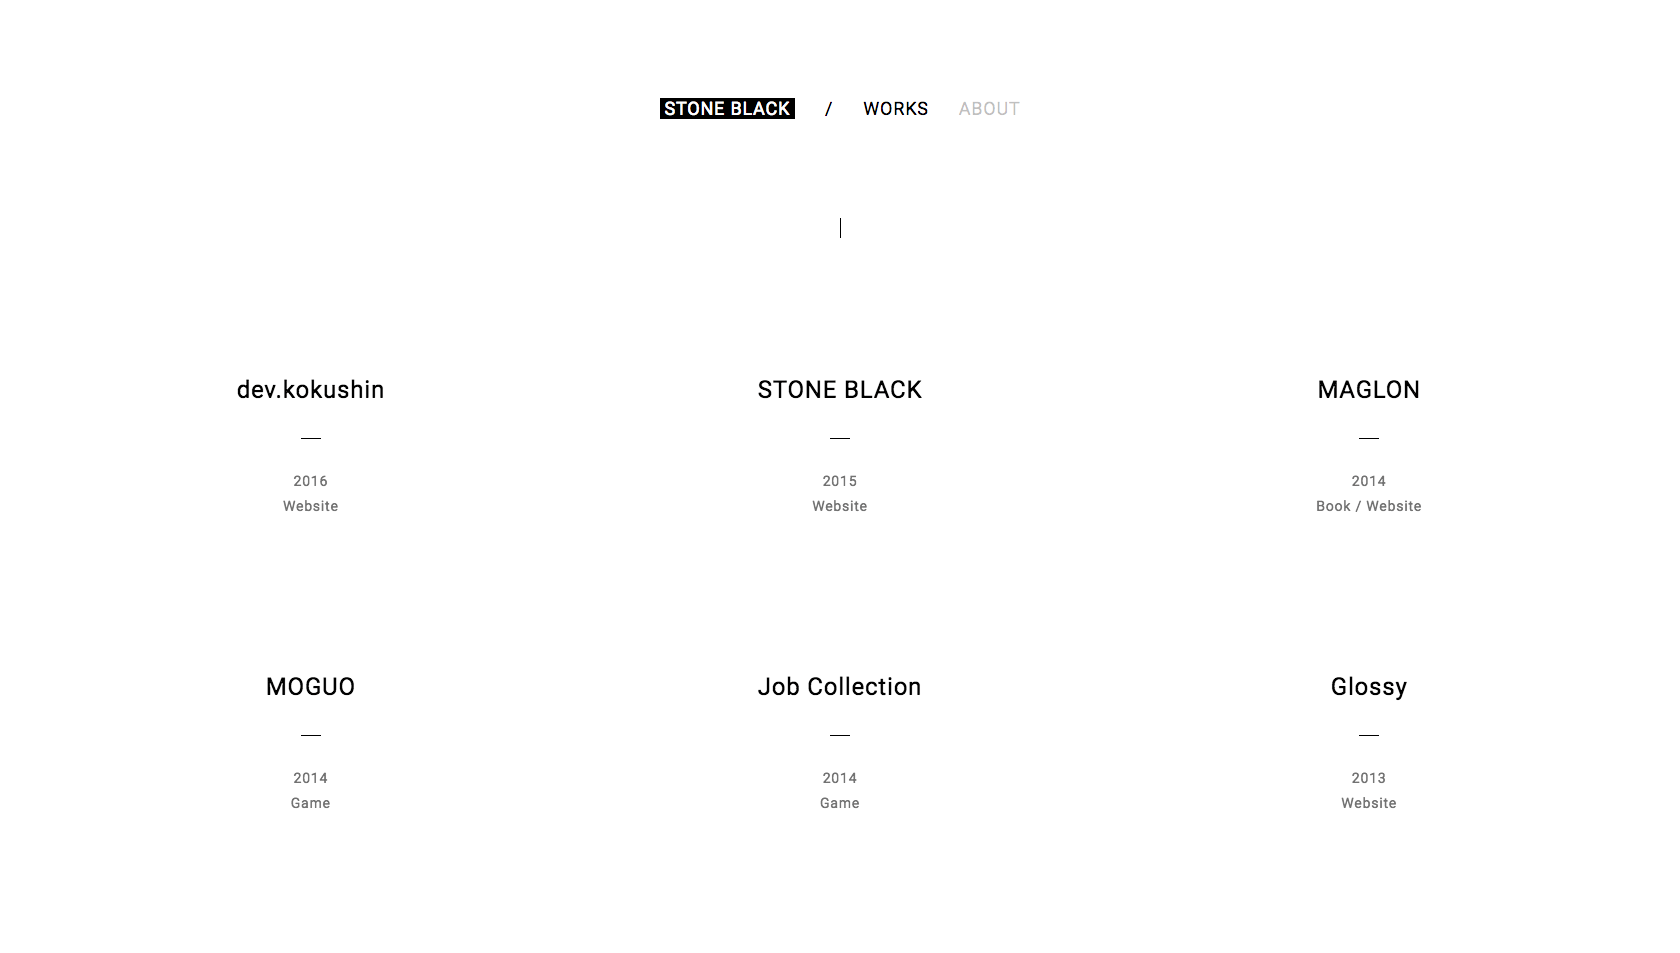 STONE BLACK / WORKS ABOUT
dev.kokushin
2016
Website
STONE BLACK
2015
Website
MAGLON
2014
Book / Website
MOGUO
2014
Game
Job Collection
2014
Game
Glossy
2013
Website